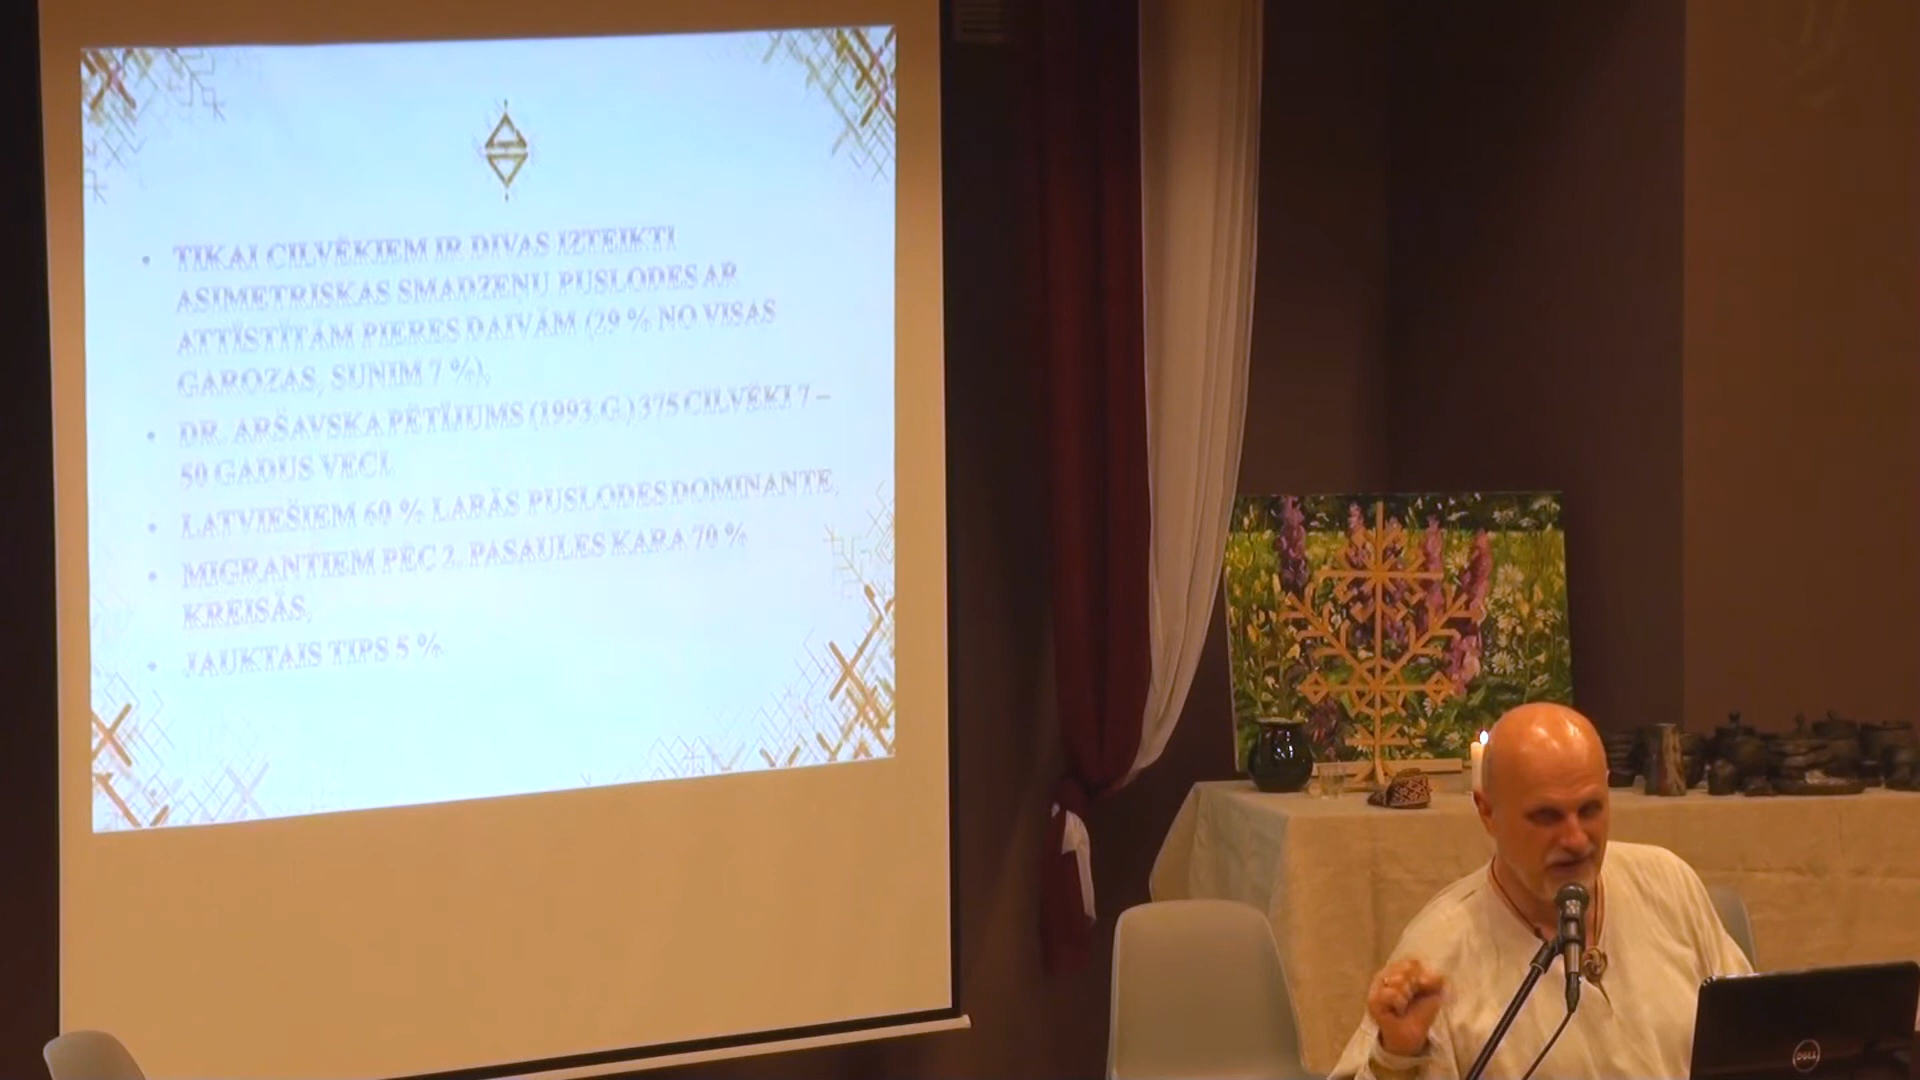 • TIKAI CILVĒKIEM IR DIVAS IZTEIKTI
ASIMETRISKAS SMADZEŅU PUSLODES AR
ATTĪSTĪTĀM PIERES DAIVĀM (29 % NO VISAS
GAROZAS, SUNIM 7 %),
• DR. ARŠAVSKA PĒTĪJUMS (1993.G.) 375 CILVĒKI 7 –
50 GADUS VECI.
• LATVIEŠIEM 60 % LABĀS PUSLODES DOMINANTE,
• MIGRANTIEM PĒC 2. PASAULES KARA 70 %
KREISĀS,
• JAUKTAIS TIPS 5 %
DELL